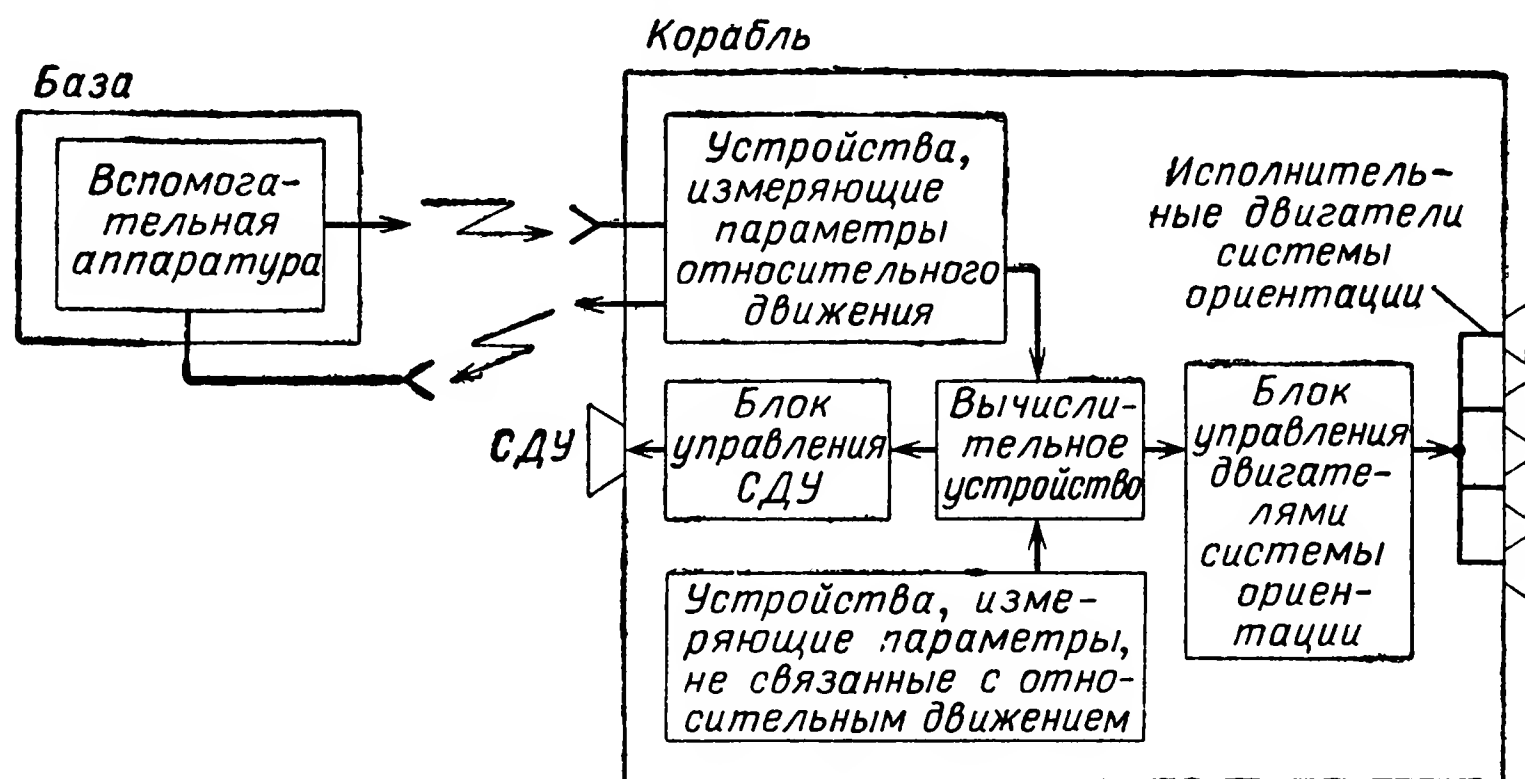 Корабль
База
Вспомога-
тельная
аппаратура
Устройства,
измеряющие
параметры
относительного
движения
Исполнитель-
ные двигатели
системы
ориентации
СДУ
Блок
управления
СДУ
Вычисли-
тельное
устройство
Блок
управления
двигате-
лями
системы
ориен-
тации
Устройства, изме-
ряющие параметры,
не связанные с отно-
сительным движением